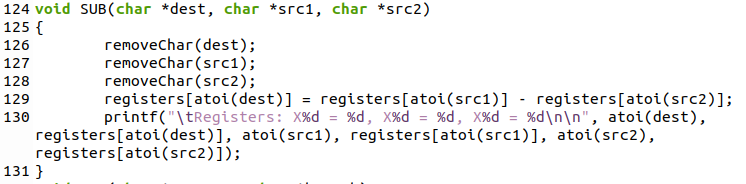 124 void SUB(char *dest, char *src1, char *src2)
125 {
126         removeChar(dest);
127         removeChar(src1);
128         removeChar(src2);
129         registers[atoi(dest)] = registers[atoi(src1)] - registers[atoi(src2)];
130         printf("\tRegisters: X%d = %d, X%d = %d, X%d = %d\n\n", atoi(dest),
registers[atoi(dest)], atoi(src1), registers[atoi(src1)], atoi(src2),
registers[atoi(src2)]);
131 }